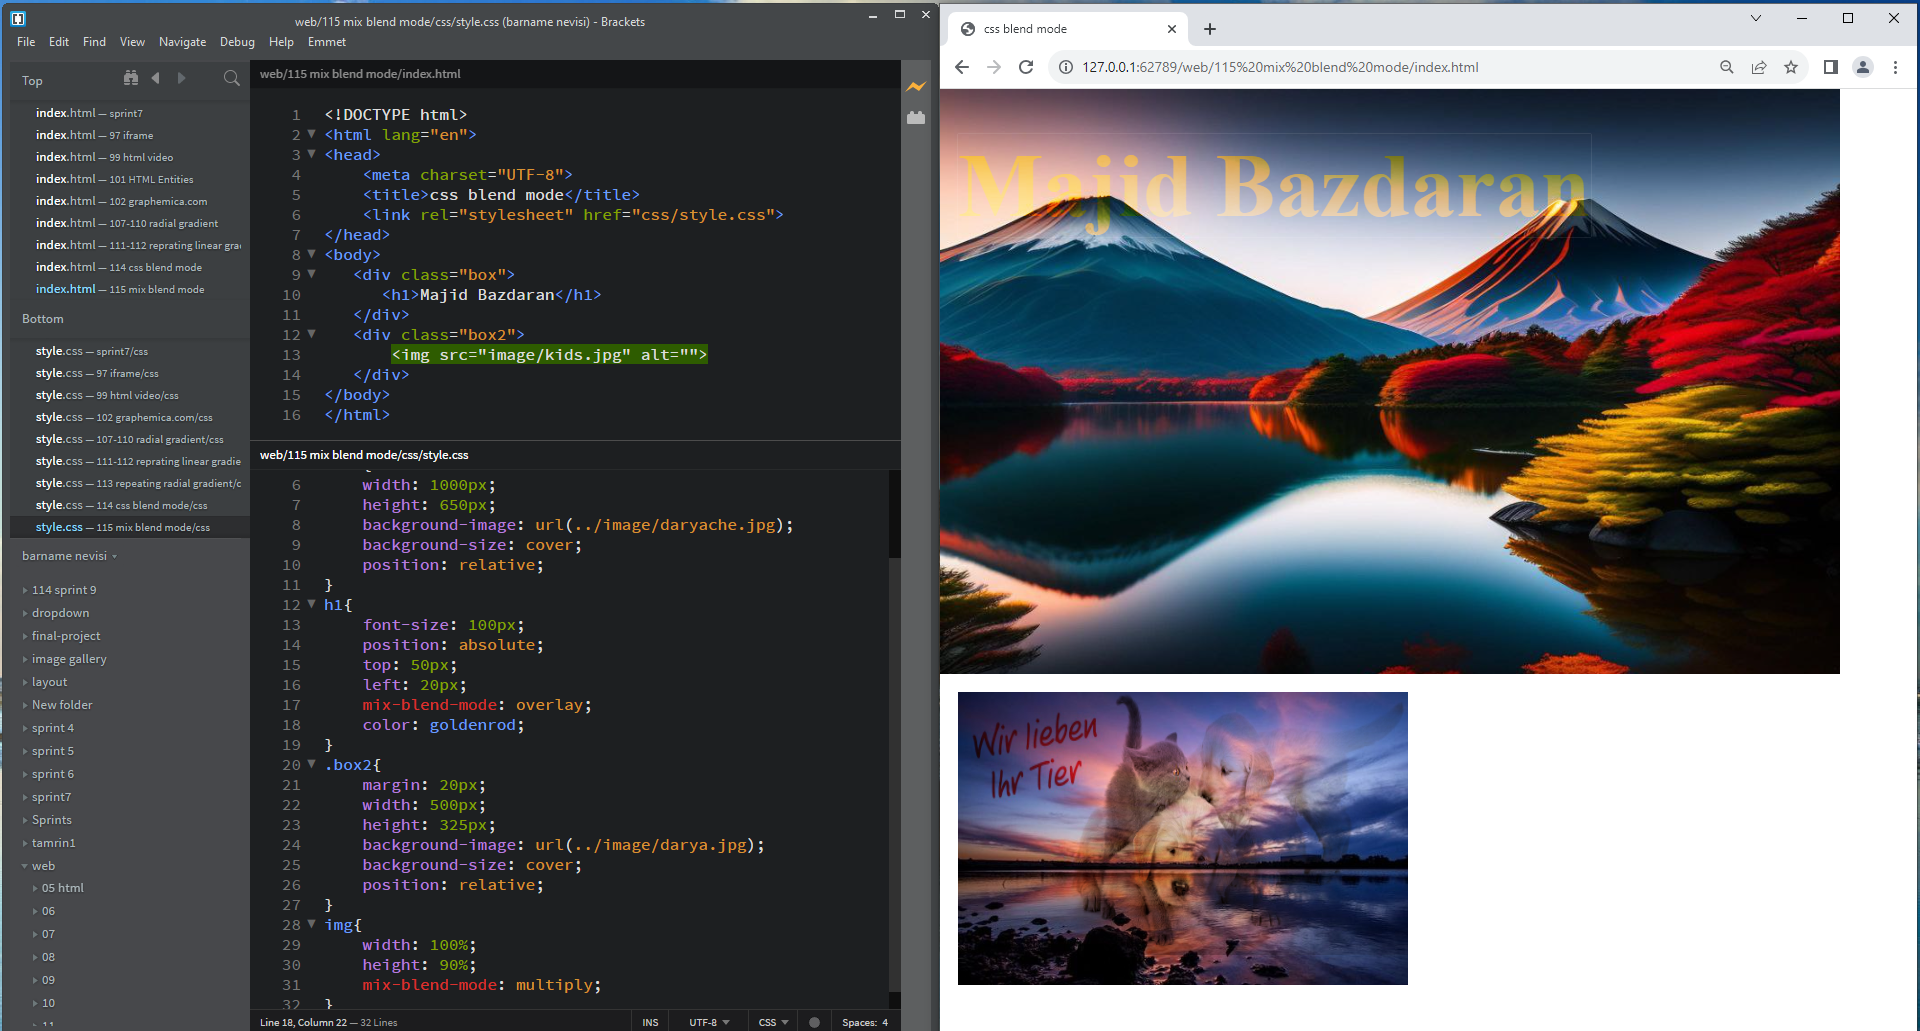 web/115 mix blend mode/css/style.css (barname nevisi) - Brackets
File Edit Find View Navigate Debug Help Emmet
Top
index.html — sprint7
index.html — 97 iframe
index.html — 99 html video
index.html — 101 HTML Entities
index.html — 102 graphemica.com
index.html — 107-110 radial gradient
index.html — 111-112 reprating linear gra
index.html — 114 css blend mode
index.html — 115 mix blend mode
Bottom
style.css — sprint7/css
style.css — 97 iframe/css
style.css — 99 html video/css
style.css — 102 graphemica.com/css
style.css — 107-110 radial gradient/css
style.css — 111-112 reprating linear gradie
style.css — 113 repeating radial gradient/c
style.css — 114 css blend mode/css
style.css — 115 mix blend mode/css
barname nevisi
114 sprint 9
dropdown
final-project
image gallery
layout
New folder
sprint 4
sprint 5
sprint 6
sprint7
Sprints
tamrin1
web
05 html
06
07
08
09
10
11
web/115 mix blend mode/index.html
1 <!DOCTYPE html>
2 <html lang="en">
3 <head>
4 <meta charset="UTF-8">
5 <title>css blend mode</title>
6 <link rel="stylesheet" href="css/style.css">
7 </head>
8 <body>
9 <div class="box">
10 <h1>Majid Bazdaran</h1>
11 </div>
12 <div class="box2">
13 <img src="image/kids.jpg" alt="">
14 </div>
15 </body>
16 </html>
web/115 mix blend mode/css/style.css
6 width: 1000px;
7 height: 650px;
8 background-image: url(../image/daryache.jpg);
9 background-size: cover;
10 position: relative;
11 }
12 h1{
13 font-size: 100px;
14 position: absolute;
15 top: 50px;
16 left: 20px;
17 mix-blend-mode: overlay;
18 color: goldenrod;
19 }
20 .box2{
21 margin: 20px;
22 width: 500px;
23 height: 325px;
24 background-image: url(../image/darya.jpg);
25 background-size: cover;
26 position: relative;
27 }
28 img{
29 width: 100%;
30 height: 90%;
31 mix-blend-mode: multiply;
32 }
Line 18, Column 22 — 32 Lines
INS UTF-8 CSS Spaces: 4
css blend mode
127.0.0.1:62789/web/115%20mix%20blend%20mode/index.html
Majid Bazdaran
Wir lieben
Ihr Tier